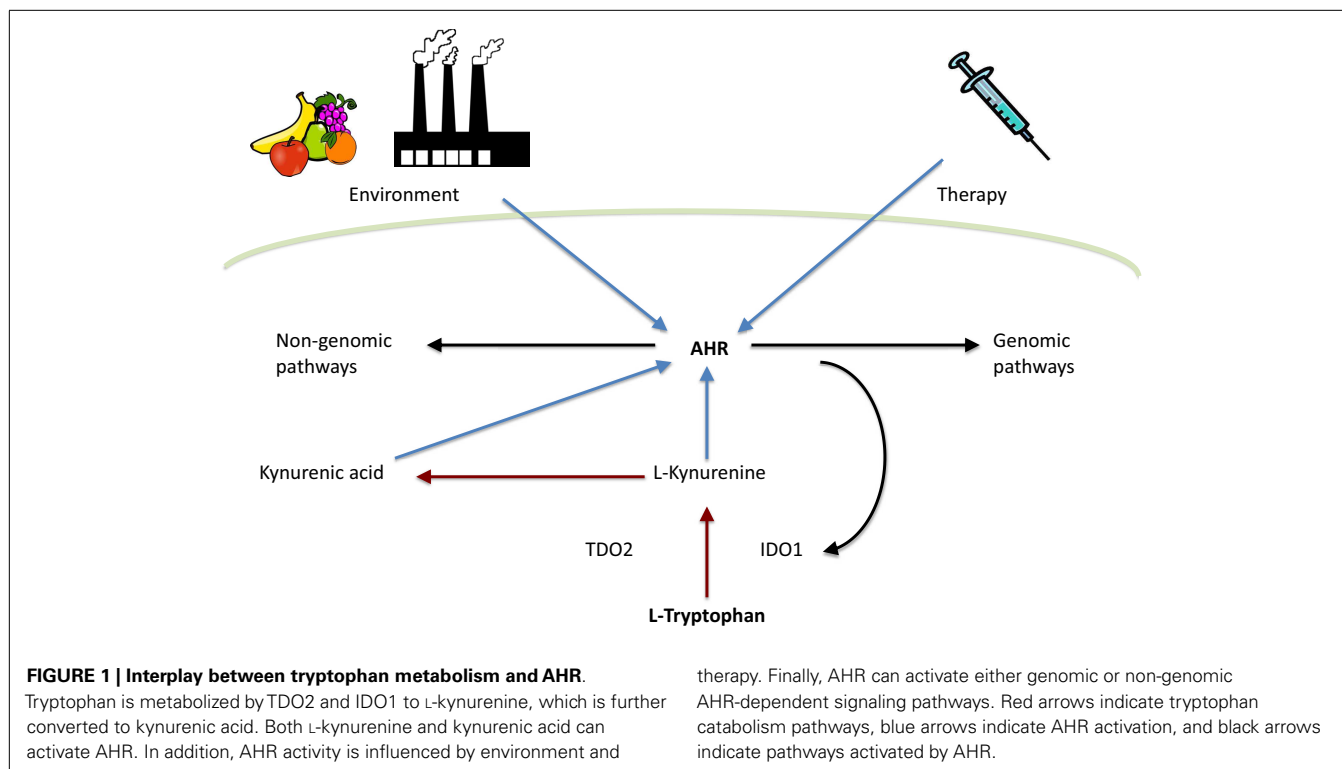 Environment
Therapy
Non-genomic
pathways
AHR
Genomic
pathways
Kynurenic acid
L-Kynurenine
TDO2
IDO1
L-Tryptophan
FIGURE 1 | Interplay between tryptophan metabolism and AHR.
Tryptophan is metabolized by TDO2 and IDO1 to L-kynurenine, which is further
converted to kynurenic acid. Both L-kynurenine and kynurenic acid can
activate AHR. In addition, AHR activity is influenced by environment and
therapy. Finally, AHR can activate either genomic or non-genomic
AHR-dependent signaling pathways. Red arrows indicate tryptophan
catabolism pathways, blue arrows indicate AHR activation, and black arrows
indicate pathways activated by AHR.